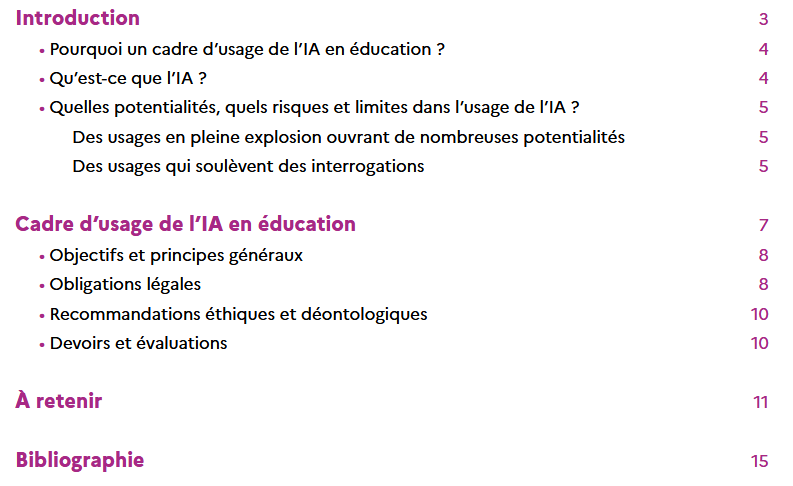 Introduction 3
• Pourquoi un cadre d’usage de l’IA en éducation ? 4
• Qu’est-ce que l’IA ? 4
• Quelles potentialités, quels risques et limites dans l’usage de l’IA ? 5
Des usages en pleine explosion ouvrant de nombreuses potentialités 5
Des usages qui soulèvent des interrogations 5
Cadre d’usage de l’IA en éducation 7
• Objectifs et principes généraux 8
• Obligations légales 8
• Recommandations éthiques et déontologiques 10
• Devoirs et évaluations 10
À retenir 11
Bibliographie 15